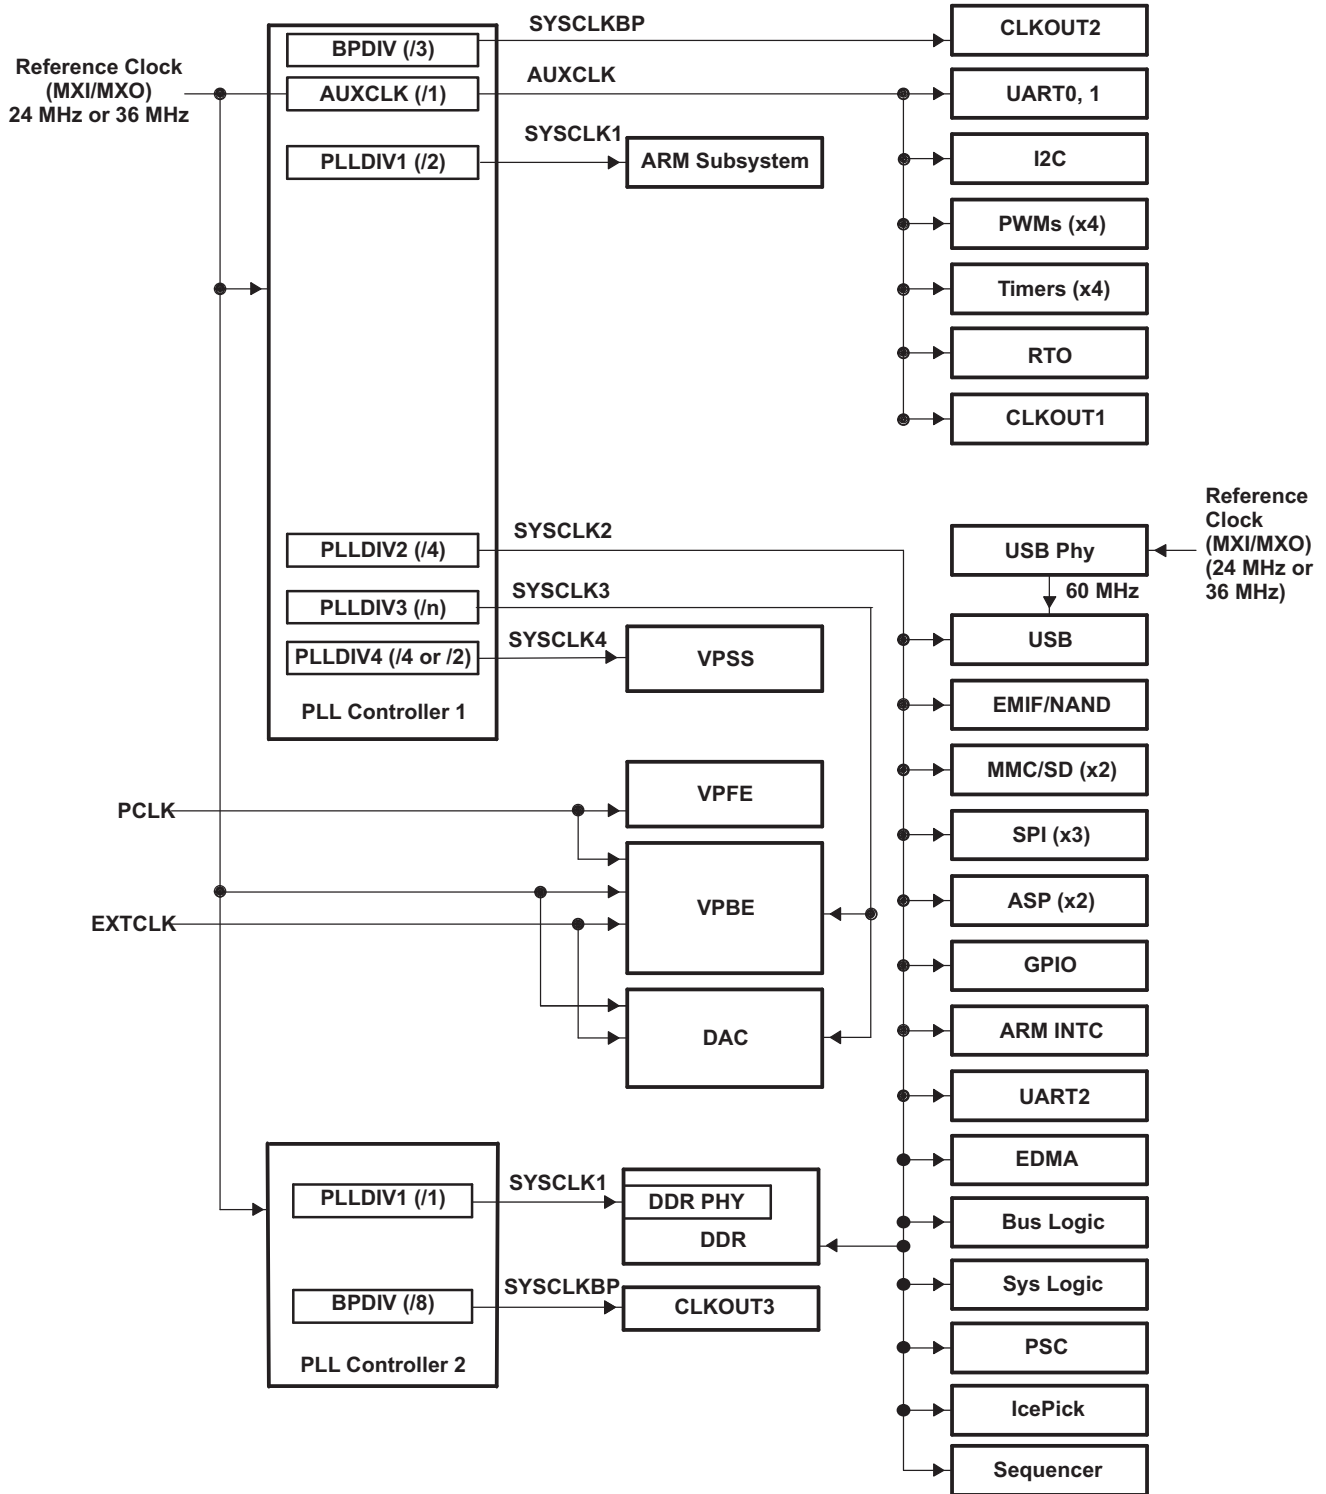 SYSCLKBP
CLKOUT2
BPDIV (/3)
Reference Clock
(MXI/MXO)
24 MHz or 36 MHz
AUXCLK (/1)
AUXCLK
UART0, 1
SYSCLK1
PLLDIV1 (/2)
ARM Subsystem
I2C
PWMs (x4)
Timers (x4)
RTO
CLKOUT1
Reference
Clock
(MXI/MXO)
(24 MHz or
36 MHz)
PLLDIV2 (/4)
SYSCLK2
USB Phy
60 MHz
PLLDIV3 (/n)
SYSCLK3
USB
PLLDIV4 (/4 or /2)
SYSCLK4
VPSS
PLL Controller 1
EMIF/NAND
MMC/SD (x2)
PCLK
VPFE
SPI (x3)
EXTCLK
VPBE
ASP (x2)
GPIO
DAC
ARM INTC
UART2
EDMA
PLLDIV1 (/1)
SYSCLK1
DDR PHY
DDR
Bus Logic
Sys Logic
BPDIV (/8)
SYSCLKBP
CLKOUT3
PLL Controller 2
PSC
IcePick
Sequencer